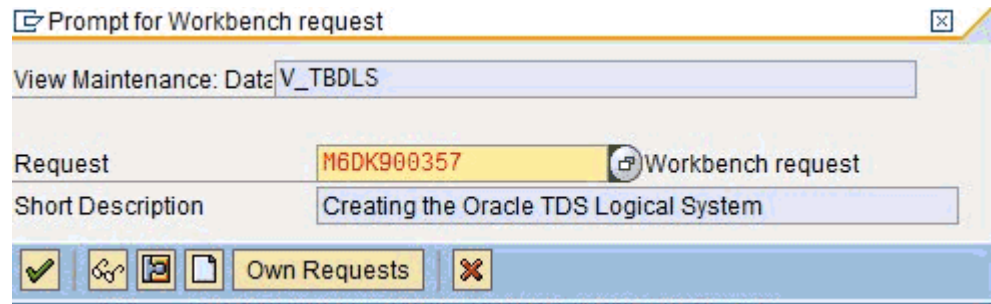 Prompt for Workbench request
View Maintenance: Data V_TBDLS
Request M6DK900357 Workbench request
Short Description Creating the Oracle TDS Logical System
Own Requests